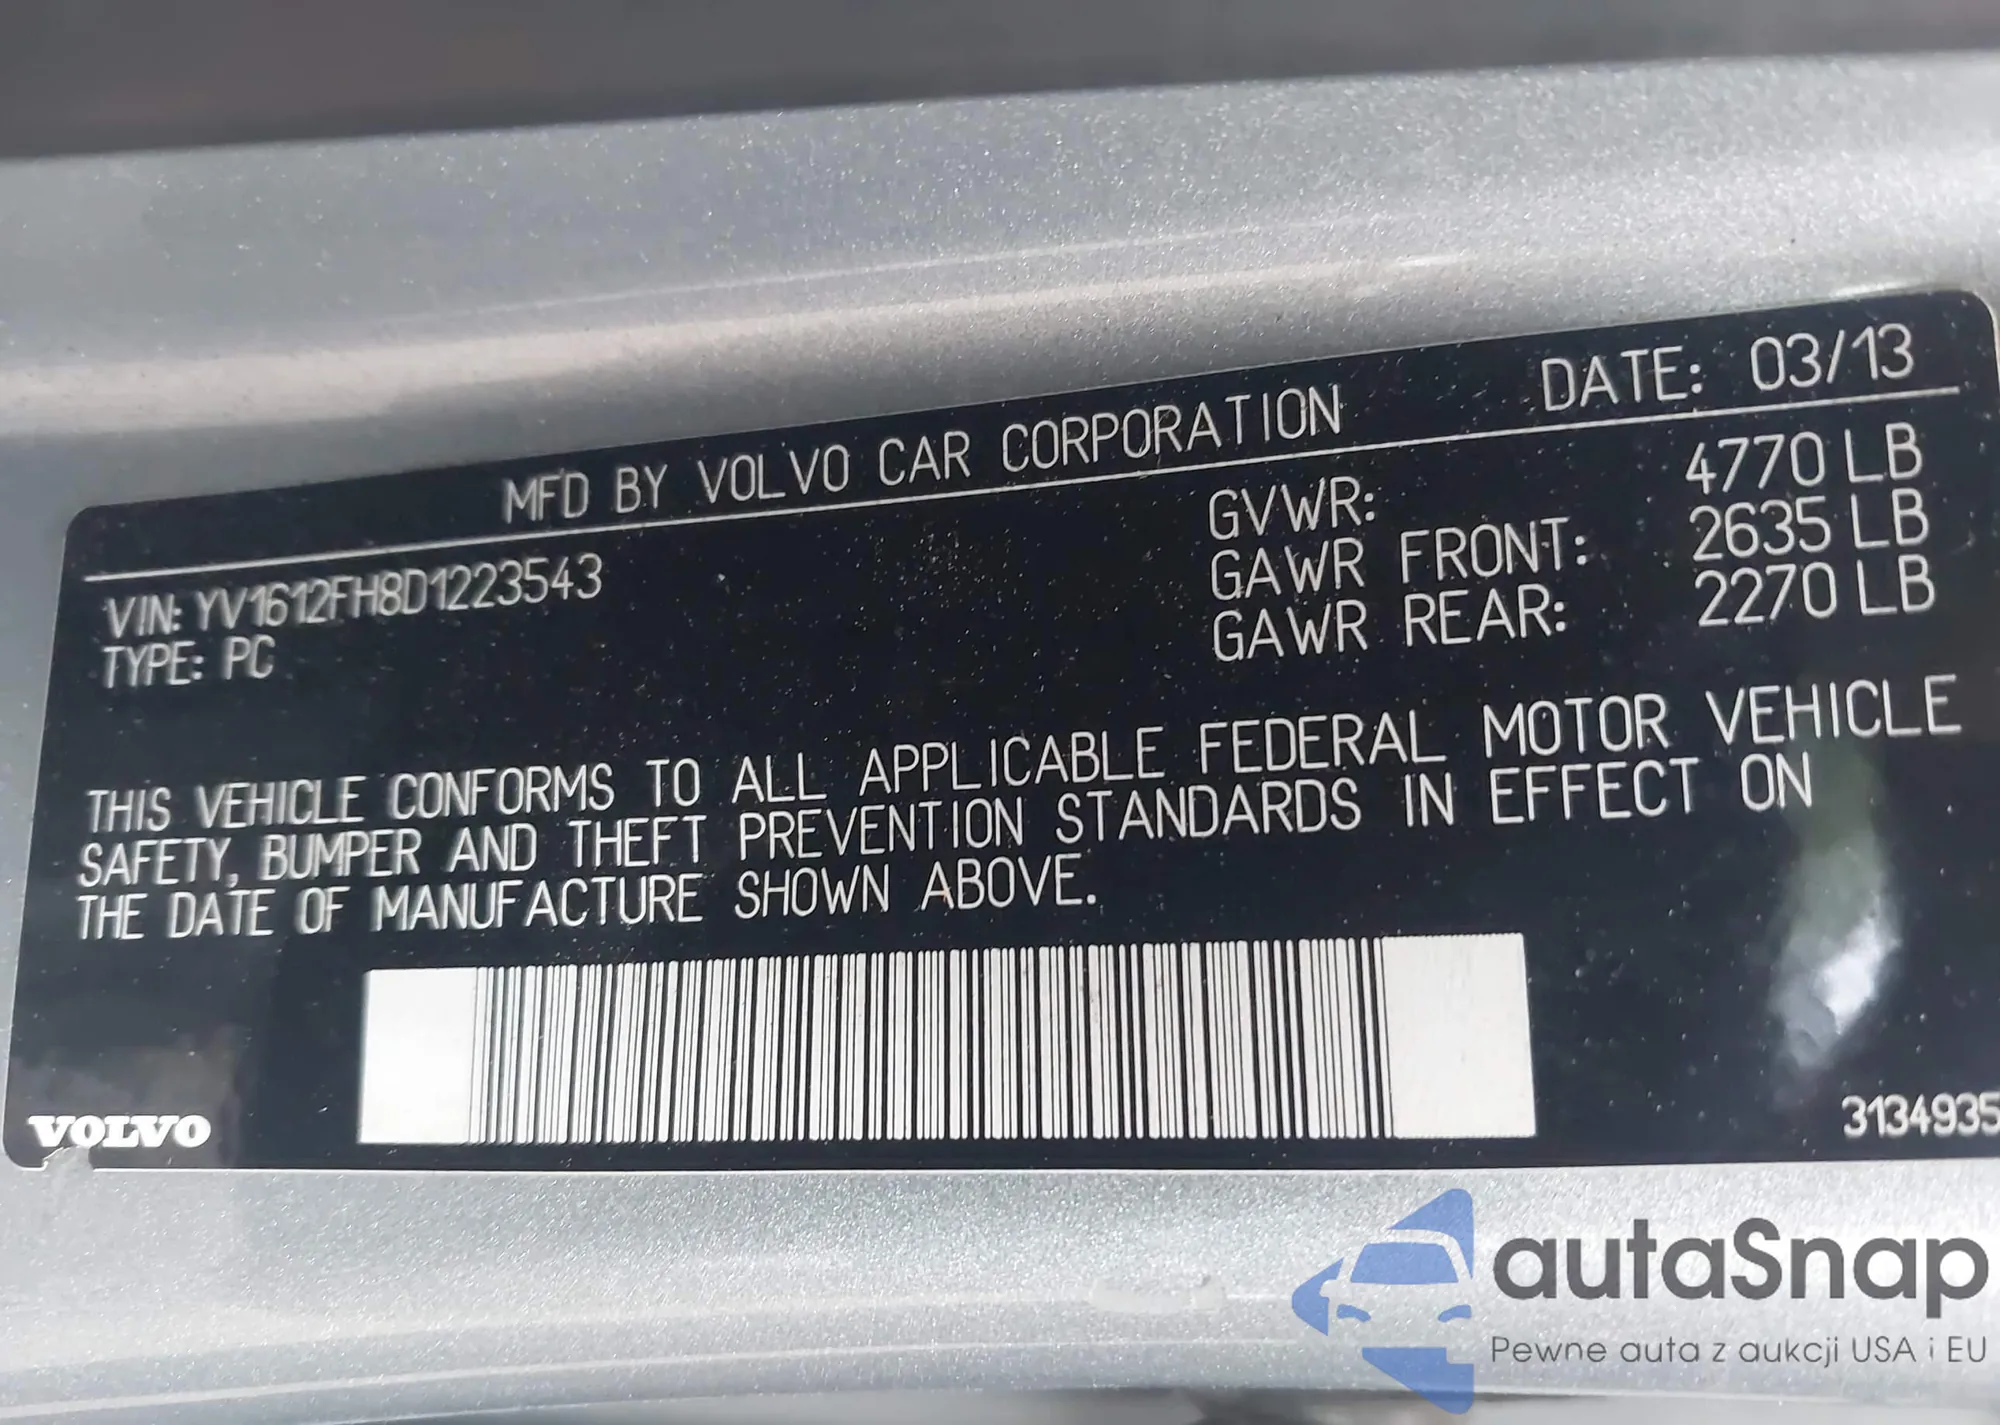 MFD BY VOLVO CAR CORPORATION DATE: 03/13
VIN: YV1612FH8D1223543
TYPE: PC
GVWR: 4770 LB
GAWR FRONT: 2635 LB
GAWR REAR: 2270 LB
THIS VEHICLE CONFORMS TO ALL APPLICABLE FEDERAL MOTOR VEHICLE
SAFETY, BUMPER AND THEFT PREVENTION STANDARDS IN EFFECT ON
THE DATE OF MANUFACTURE SHOWN ABOVE.
VOLVO
3134935
autaSnap
Pewne auta z aukcji USA i EU